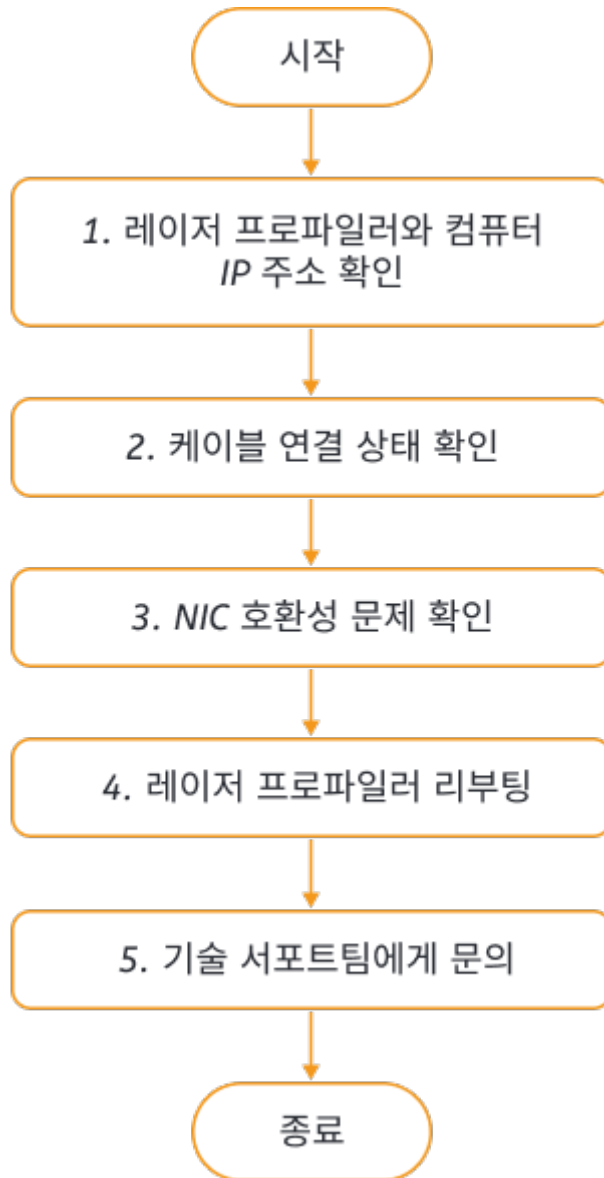 시작
1. 레이저 프로파일러와 컴퓨터
IP 주소 확인
2. 케이블 연결 상태 확인
3. NIC 호환성 문제 확인
4. 레이저 프로파일러 리부팅
5. 기술 서포트팀에게 문의
종료